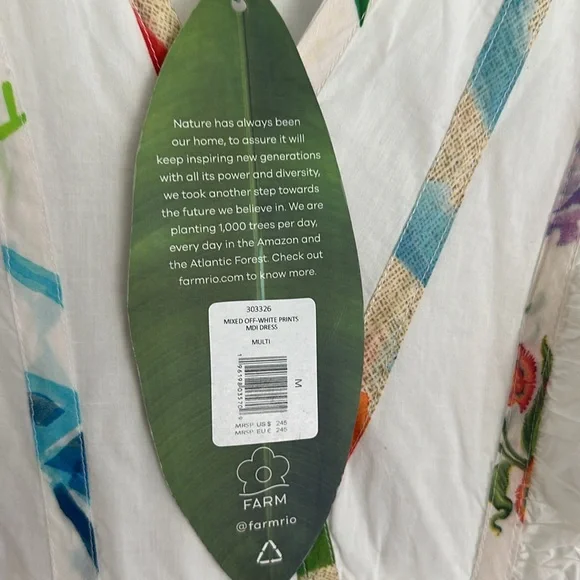 Nature has always been
our home, to assure it will
keep inspiring new generations
with all its power and diversity,
we took another step towards
the future we believe in. We are
planting 1,000 trees per day,
every day in the Amazon and
the Atlantic Forest. Check out
farmrio.com to know more.
303326
MIXED OFF-WHITE PRINTS
MDI DRESS
MULTI
M
MRSP: US $ 245
MRSP: EU € 245
FARM
@farmrio